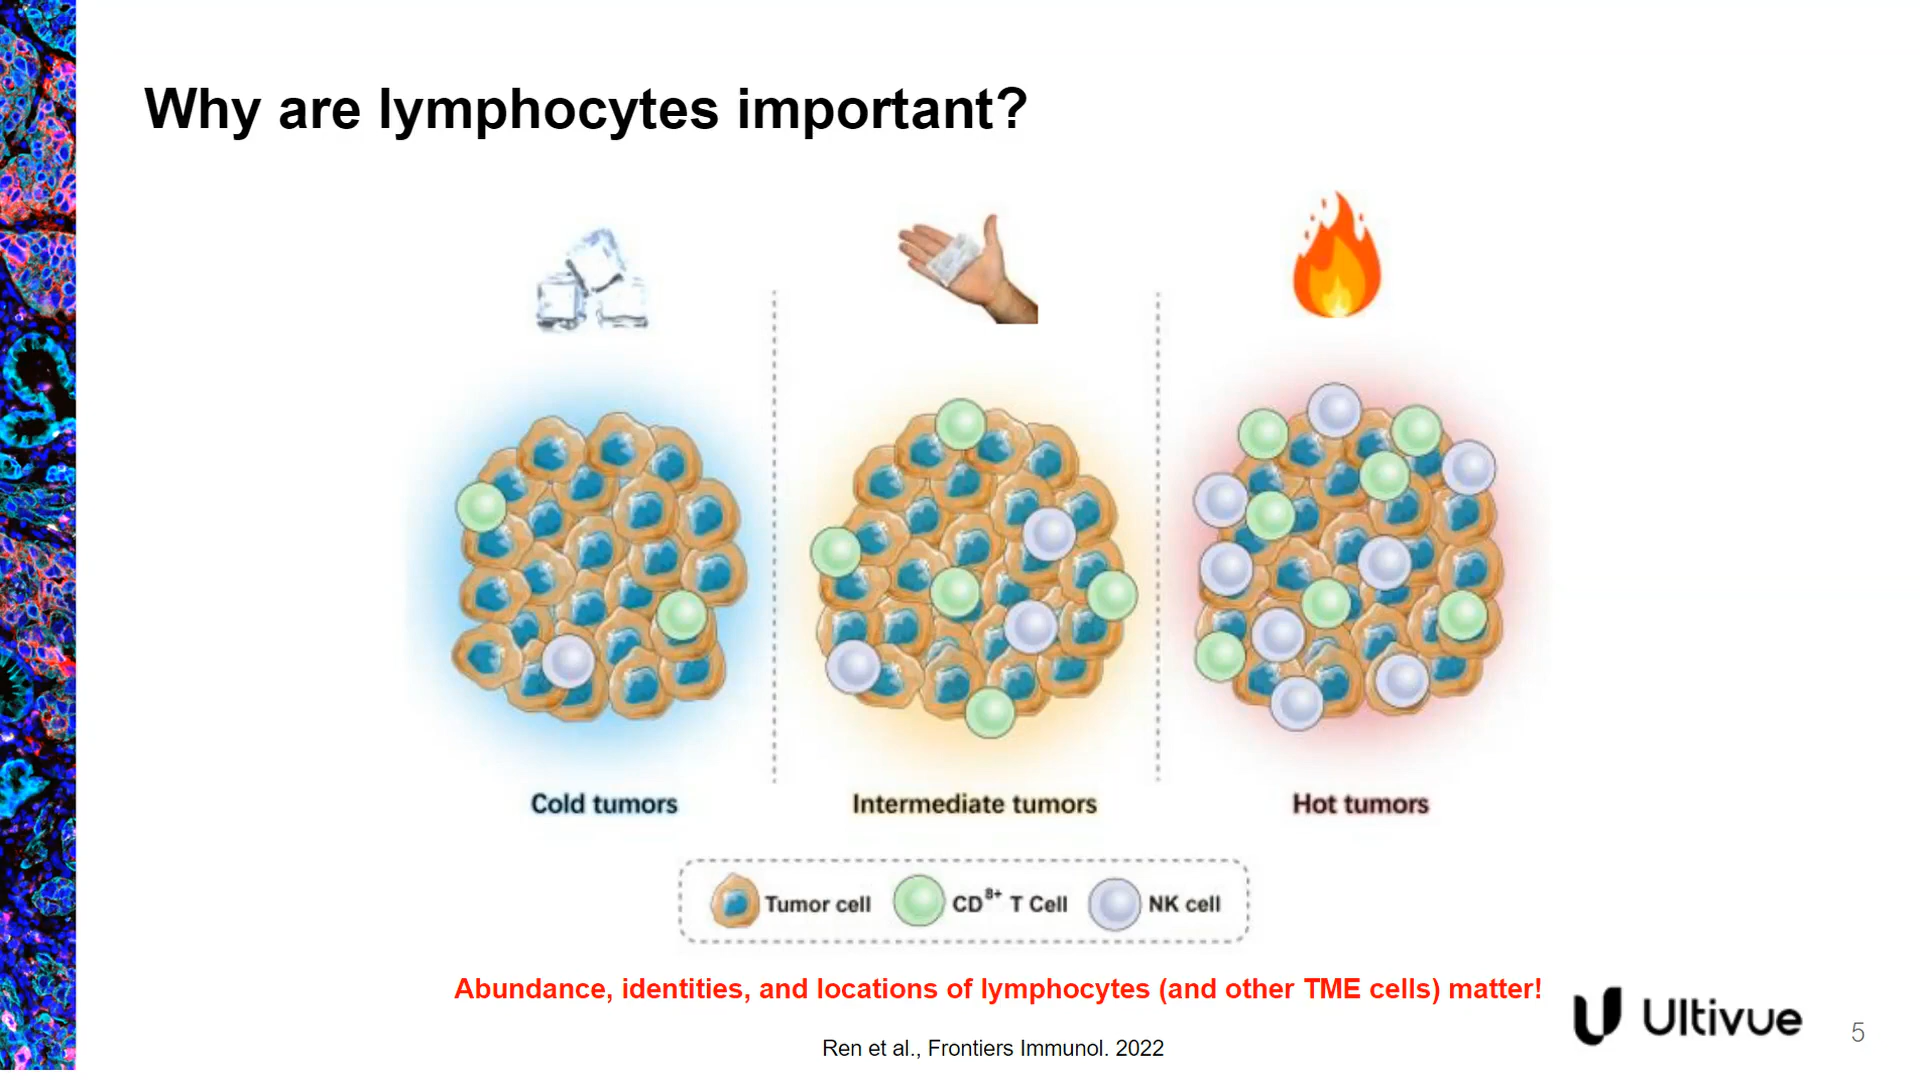 Why are lymphocytes important?
Cold tumors
Intermediate tumors
Hot tumors
Tumor cell
CD8+ T Cell
NK cell
Abundance, identities, and locations of lymphocytes (and other TME cells) matter!
Ultivue
5
Ren et al., Frontiers Immunol. 2022